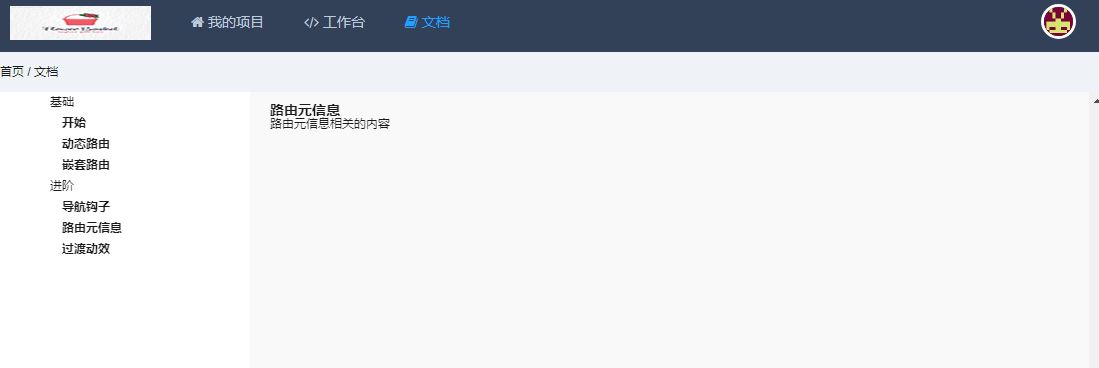 我的项目 工作台 文档
首页 / 文档
基础
开始
动态路由
嵌套路由
进阶
导航钩子
路由元信息
过渡动效
路由元信息
路由元信息相关的内容